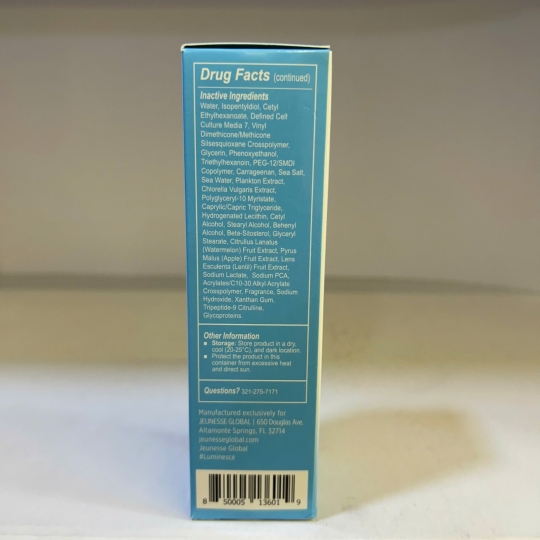 Drug Facts (continued)
Inactive Ingredients
Water, Isopentyldiol, Cetyl
Ethylhexanoate, Defined Cell
Culture Media 7, Vinyl
Dimethicone/Methicone
Silsesquioxane Crosspolymer,
Glycerin, Phenoxyethanol,
Triethylhexanoin, PEG-12/SMDI
Copolymer, Carrageenan, Sea Salt,
Sea Water, Plankton Extract,
Chlorella Vulgaris Extract,
Polyglyceryl-10 Myristate,
Caprylic/Capric Triglyceride,
Hydrogenated Lecithin, Cetyl
Alcohol, Stearyl Alcohol, Behenyl
Alcohol, Beta-Sitosterol, Glyceryl
Stearate, Citrullus Lanatus
(Watermelon) Fruit Extract, Pyrus
Malus (Apple) Fruit Extract, Lens
Esculenta (Lentil) Fruit Extract,
Sodium Lactate, Sodium PCA,
Acrylates/C10-30 Alkyl Acrylate
Crosspolymer, Fragrance, Sodium
Hydroxide, Xanthan Gum,
Tripeptide-9 Citrulline,
Glycoproteins.
Other Information
▪ Storage: Store product in a dry,
cool (20-25°C), and dark location.
▪ Protect the product in this
container from excessive heat
and direct sun.
Questions? 321-275-7171
Manufactured exclusively for
JEUNESSE GLOBAL | 650 Douglas Ave.
Altamonte Springs, FL 32714
jeunesseglobal.com
Jeunesse Global
#Luminesce
8 50005 13601 9